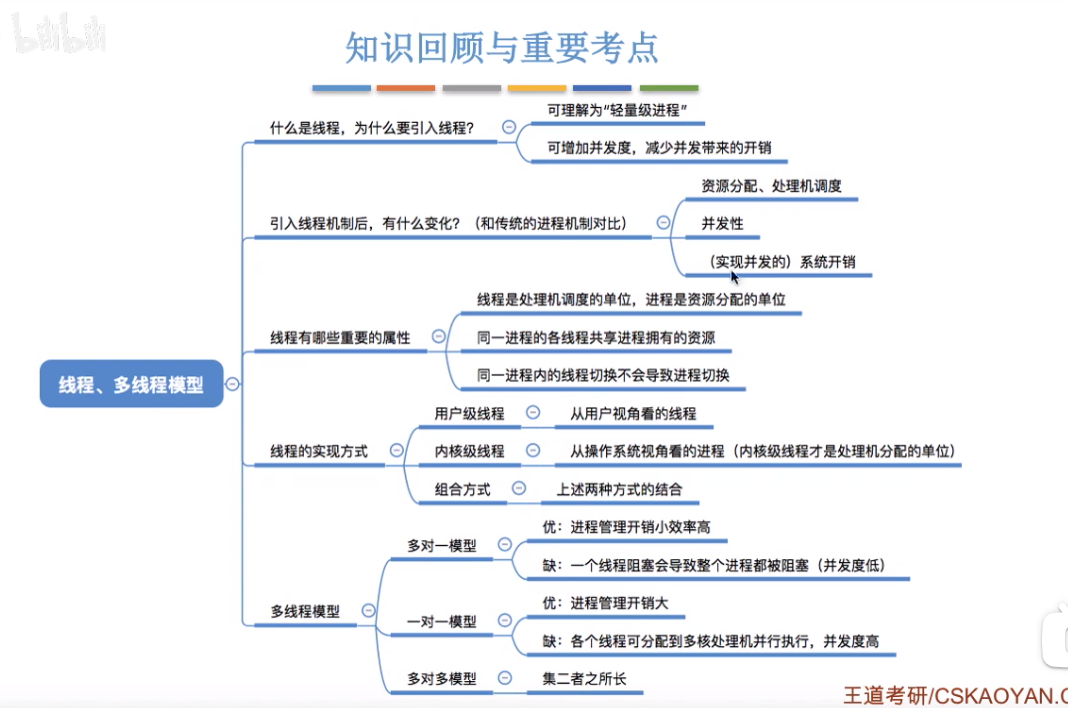 bilibili
知识回顾与重要考点
什么是线程，为什么要引入线程？
可理解为“轻量级进程”
可增加并发度，减少并发带来的开销
引入线程机制后，有什么变化？（和传统的进程机制对比）
资源分配、处理机调度
并发性
（实现并发的）系统开销
线程、多线程模型
线程有哪些重要的属性
线程是处理机调度的单位，进程是资源分配的单位
同一进程的各线程共享进程拥有的资源
同一进程内的线程切换不会导致进程切换
线程的实现方式
用户级线程
从用户视角看的线程
内核级线程
从操作系统视角看的进程（内核级线程才是处理机分配的单位）
组合方式
上述两种方式的结合
多线程模型
多对一模型
优：进程管理开销小效率高
缺：一个线程阻塞会导致整个进程都被阻塞（并发度低）
一对一模型
优：进程管理开销大
缺：各个线程可分配到多核处理机并行执行，并发度高
多对多模型
集二者之所长
王道考研/CSKAOYAN.C